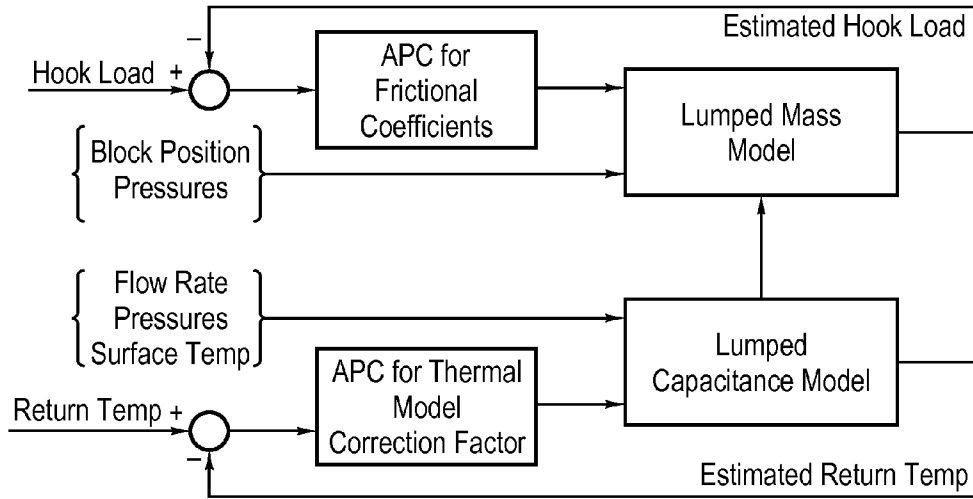 Estimated Hook Load
−
Hook Load +
APC for
Frictional
Coefficients
Lumped Mass
Model
Block Position
Pressures
Flow Rate
Pressures
Surface Temp
Lumped
Capacitance Model
APC for Thermal
Model
Correction Factor
Return Temp +
−
Estimated Return Temp